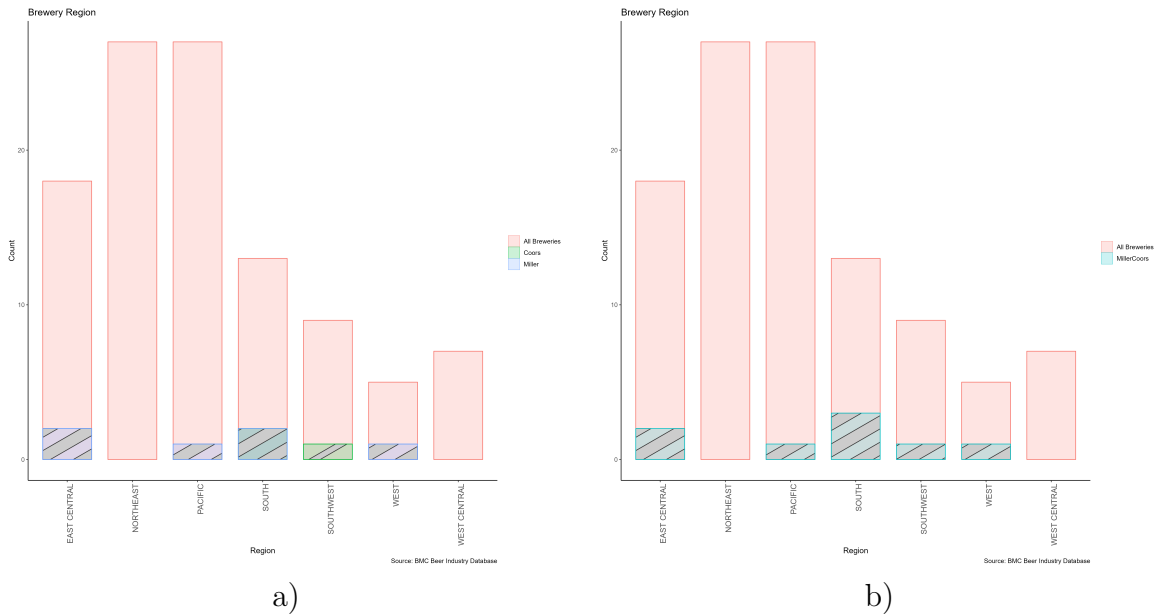 Brewery Region
Count
20
10
0
All Breweries
Coors
Miller
EAST CENTRAL
NORTHEAST
PACIFIC
SOUTH
SOUTHWEST
WEST
WEST CENTRAL
Region
Source: BMC Beer Industry Database
a)
Brewery Region
Count
20
10
0
All Breweries
MillerCoors
EAST CENTRAL
NORTHEAST
PACIFIC
SOUTH
SOUTHWEST
WEST
WEST CENTRAL
Region
Source: BMC Beer Industry Database
b)